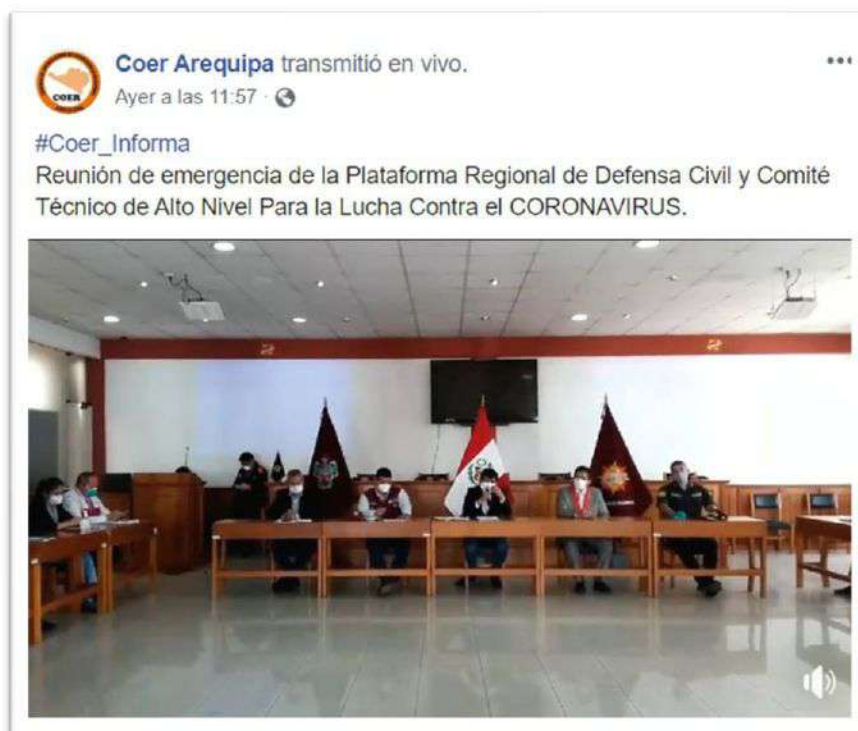 Coer Arequipa transmitió en vivo.
Ayer a las 11:57 ·
#Coer_Informa
Reunión de emergencia de la Plataforma Regional de Defensa Civil y Comité
Técnico de Alto Nivel Para la Lucha Contra el CORONAVIRUS.
COER